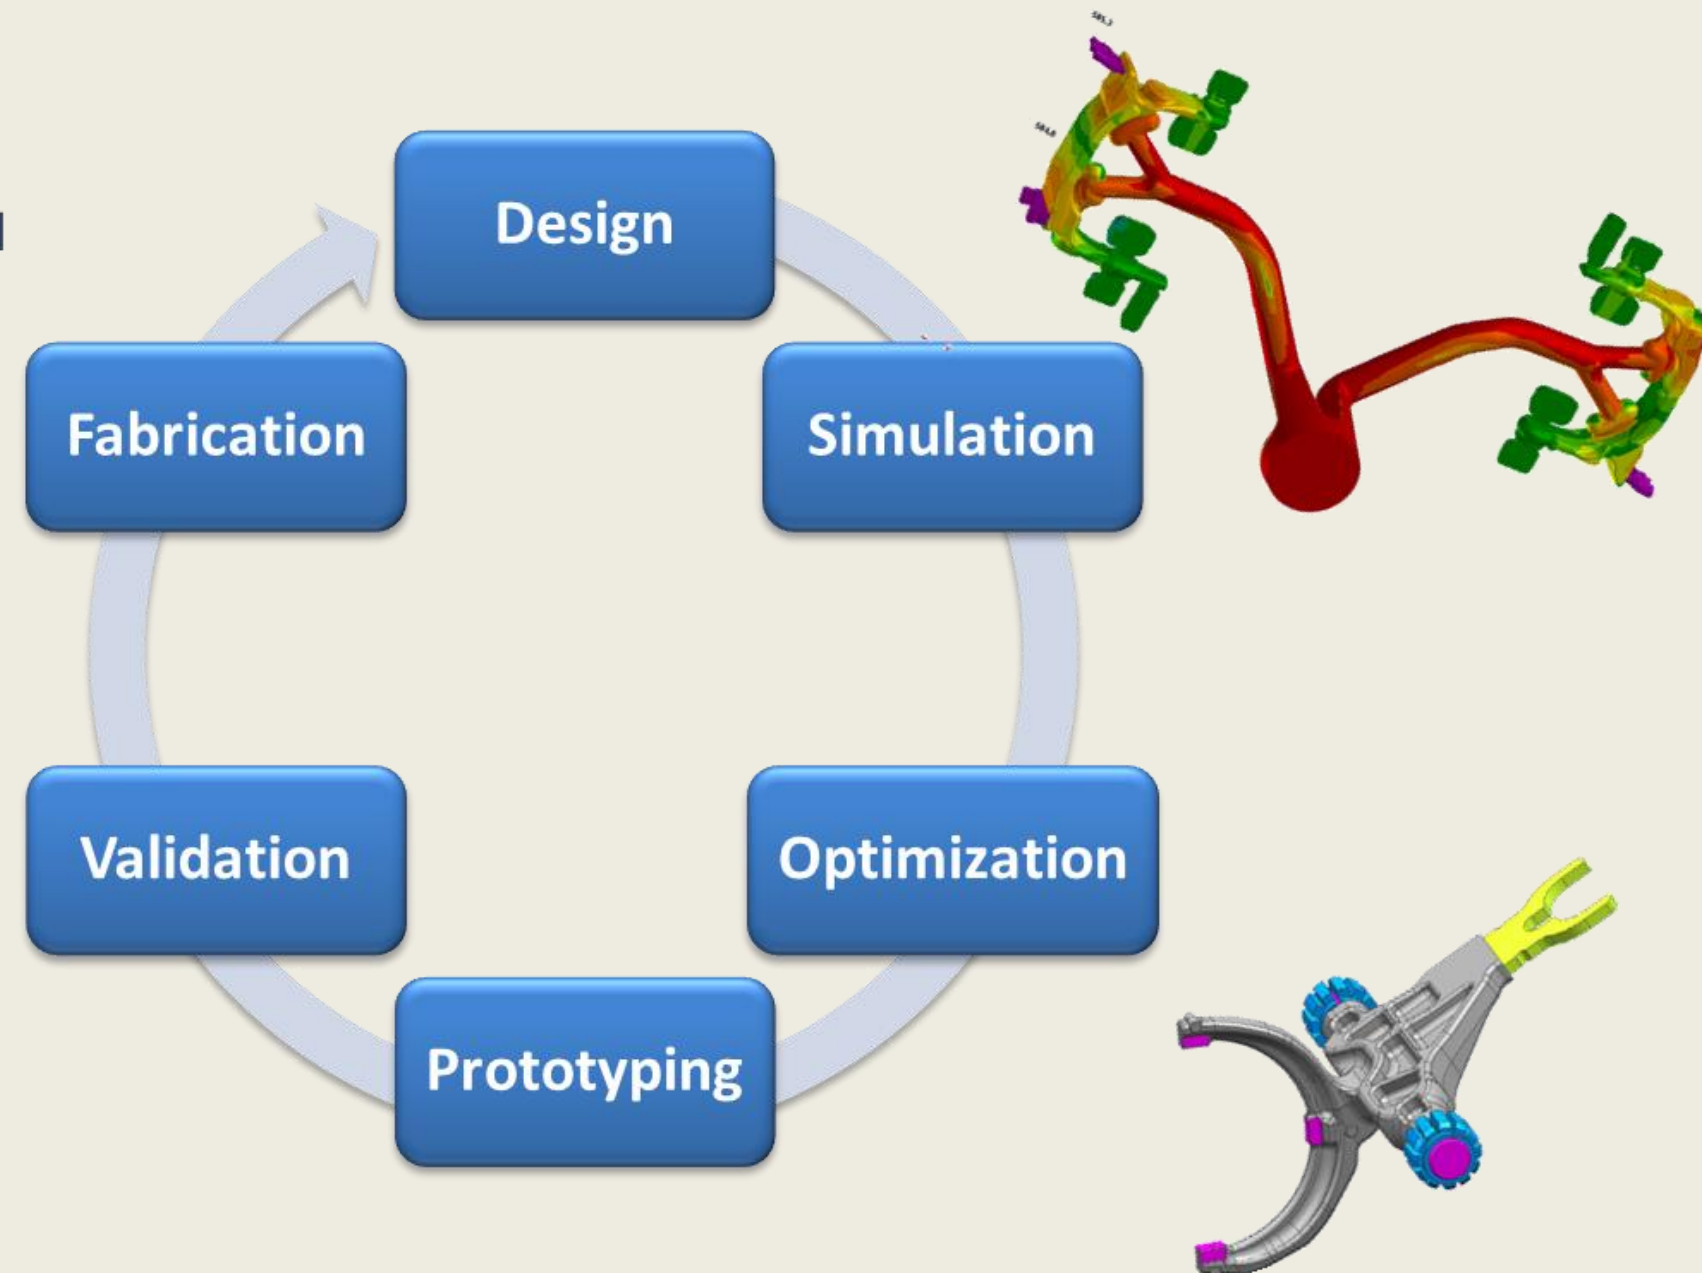 Design
Simulation
Optimization
Prototyping
Validation
Fabrication